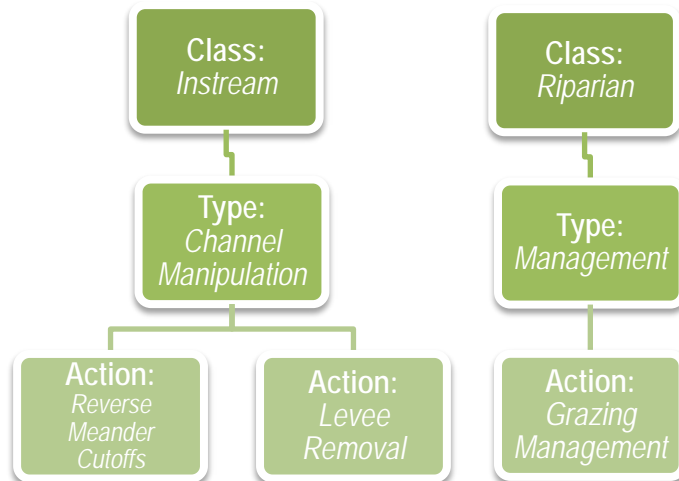 Class:
Instream
Class:
Riparian
Type:
Channel
Manipulation
Type:
Management
Action:
Reverse
Meander
Cutoffs
Action:
Levee
Removal
Action:
Grazing
Management